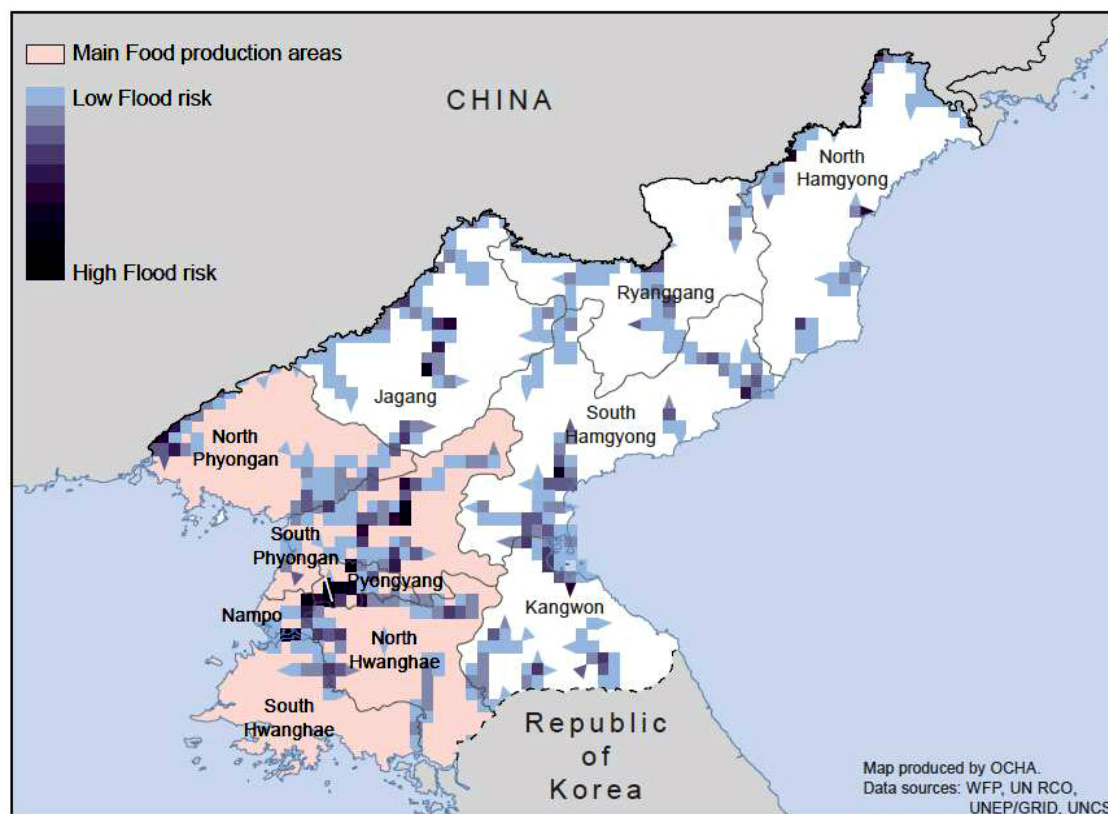 Main Food production areas
Low Flood risk
High Flood risk
CHINA
North
Hamgyong
Ryanggang
Jagang
South
Hamgyong
North
Phyongan
South
Phyongan
Pyongyang
Nampo
Kangwon
North
Hwanghae
South
Hwanghae
Republic
of
Korea
Map produced by OCHA.
Data sources: WFP, UN RCO,
UNEP/GRID, UNCS